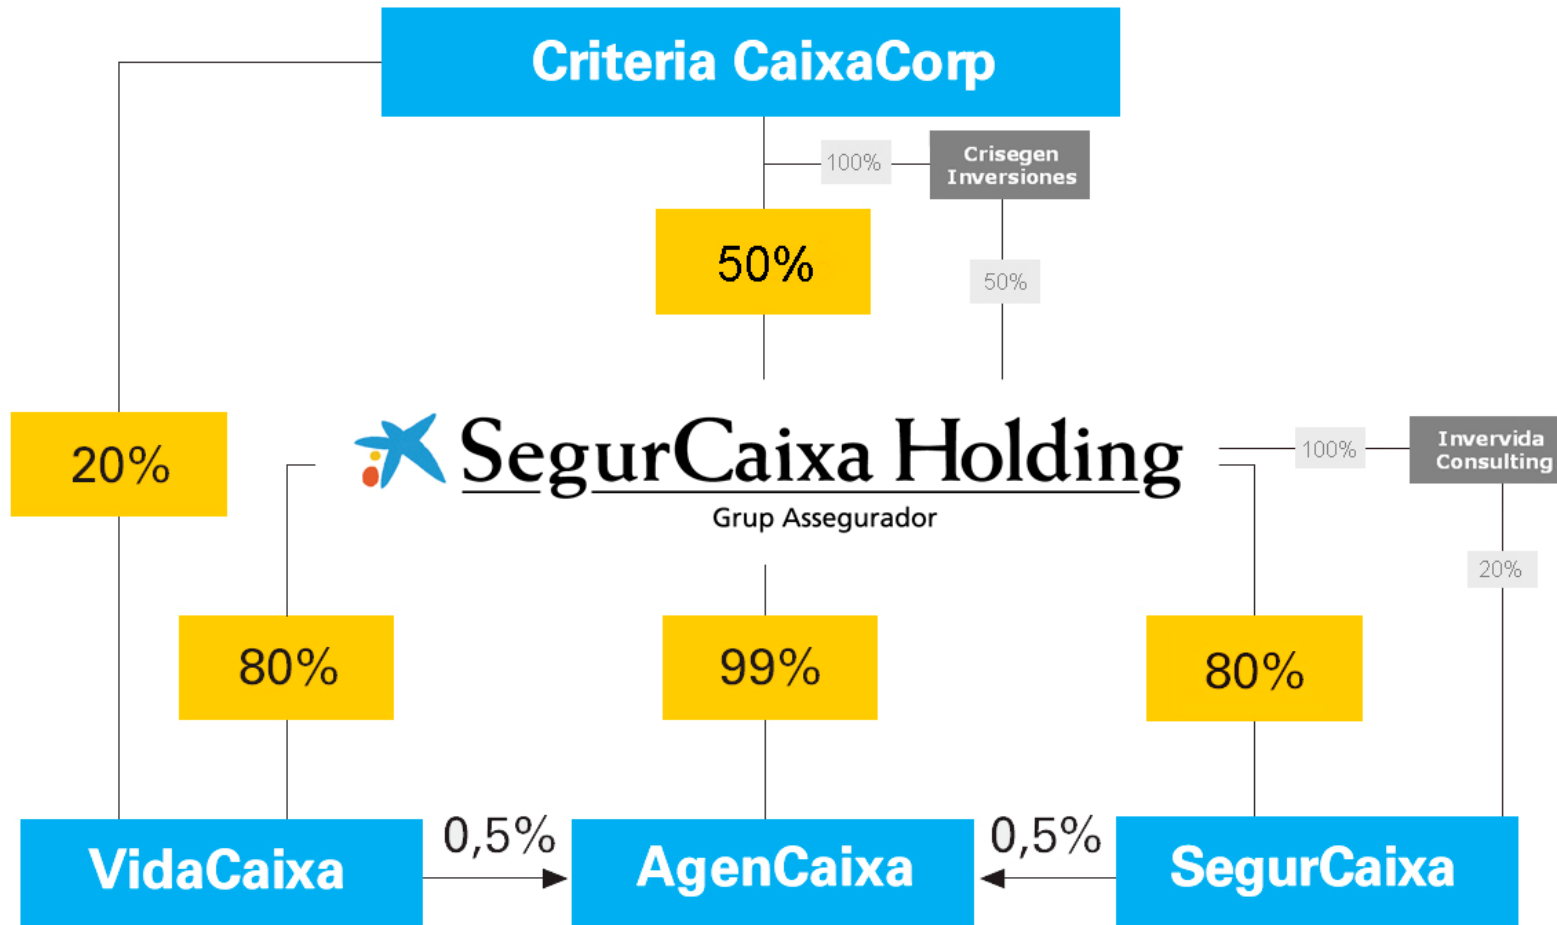 Criteria CaixaCorp
100%
Crisegen
Inversiones
50%
50%
20%
SegurCaixa Holding
Grup Assegurador
100%
Invervida
Consulting
20%
80%
99%
80%
VidaCaixa
0,5%
AgenCaixa
0,5%
SegurCaixa